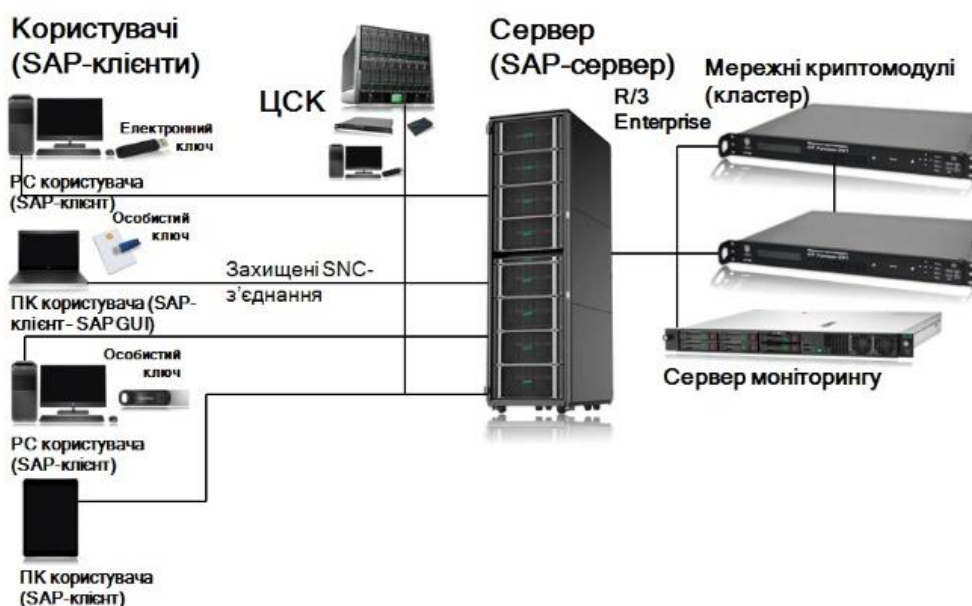 Користувачі
(SAP-клієнти)
Електронний
ключ
РС користувача
(SAP-клієнт)
Особистий
ключ
ПК користувача (SAP-
клієнт – SAP GUI)
Особистий
ключ
РС користувача
(SAP-клієнт)
ПК користувача
(SAP-клієнт)
ЦСК
Захищені SNC-
з'єднання
Сервер
(SAP-сервер)
R/3
Enterprise
Мережні криптомодулі
(кластер)
Сервер моніторингу